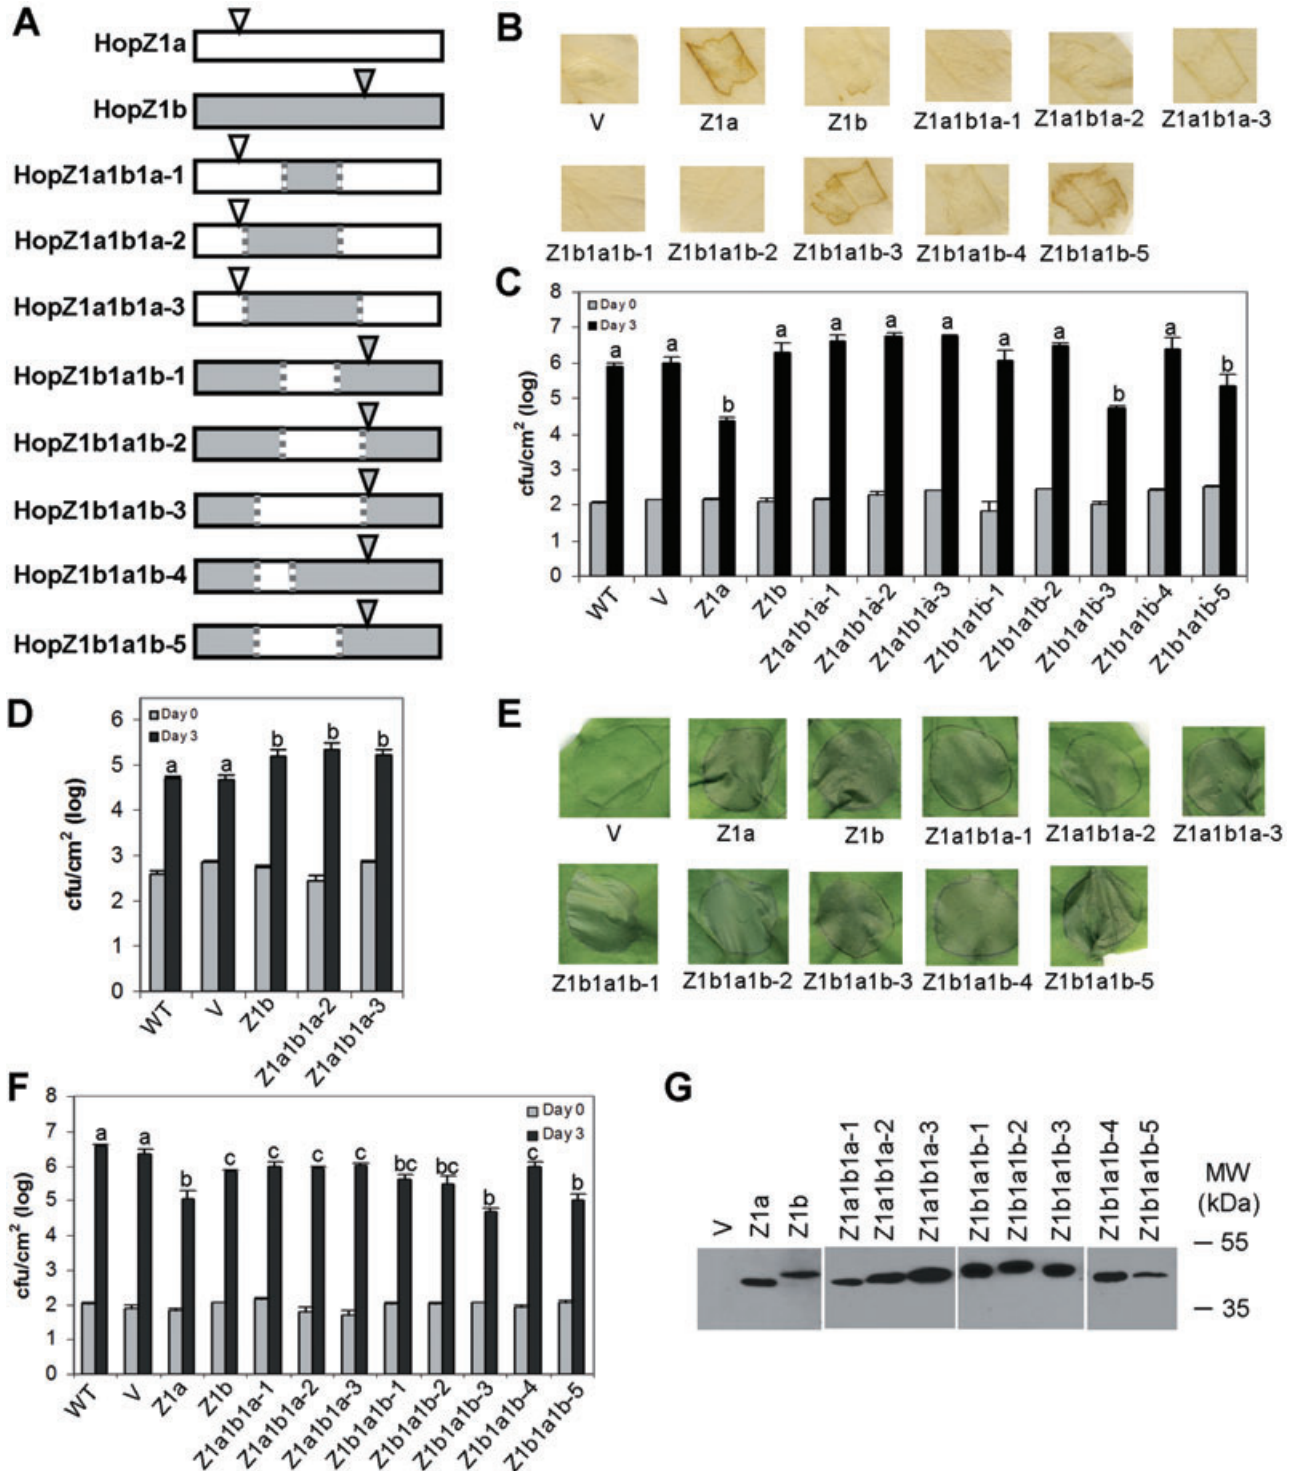 A
HopZ1a
HopZ1b
HopZ1a1b1a-1
HopZ1a1b1a-2
HopZ1a1b1a-3
HopZ1b1a1b-1
HopZ1b1a1b-2
HopZ1b1a1b-3
HopZ1b1a1b-4
HopZ1b1a1b-5
B
V Z1a Z1b Z1a1b1a-1 Z1a1b1a-2 Z1a1b1a-3
Z1b1a1b-1 Z1b1a1b-2 Z1b1a1b-3 Z1b1a1b-4 Z1b1a1b-5
C
cfu/cm² (log)
8
7
6
5
4
3
2
1
0
Day 0
Day 3
a a b a a a a a a b a b
WT V Z1a Z1b Z1a1b1a-1 Z1a1b1a-2 Z1a1b1a-3 Z1b1a1b-1 Z1b1a1b-2 Z1b1a1b-3 Z1b1a1b-4 Z1b1a1b-5
D
cfu/cm² (log)
6
5
4
3
2
1
0
Day 0
Day 3
a a b b b
WT V Z1b Z1a1b1a-2 Z1a1b1a-3
E
V Z1a Z1b Z1a1b1a-1 Z1a1b1a-2 Z1a1b1a-3
Z1b1a1b-1 Z1b1a1b-2 Z1b1a1b-3 Z1b1a1b-4 Z1b1a1b-5
F
cfu/cm² (log)
8
7
6
5
4
3
2
1
0
Day 0
Day 3
a a b c c c c bc bc b c b
WT V Z1a Z1b Z1a1b1a-1 Z1a1b1a-2 Z1a1b1a-3 Z1b1a1b-1 Z1b1a1b-2 Z1b1a1b-3 Z1b1a1b-4 Z1b1a1b-5
G
V Z1a Z1b Z1a1b1a-1 Z1a1b1a-2 Z1a1b1a-3 Z1b1a1b-1 Z1b1a1b-2 Z1b1a1b-3 Z1b1a1b-4 Z1b1a1b-5
MW
(kDa)
55
35